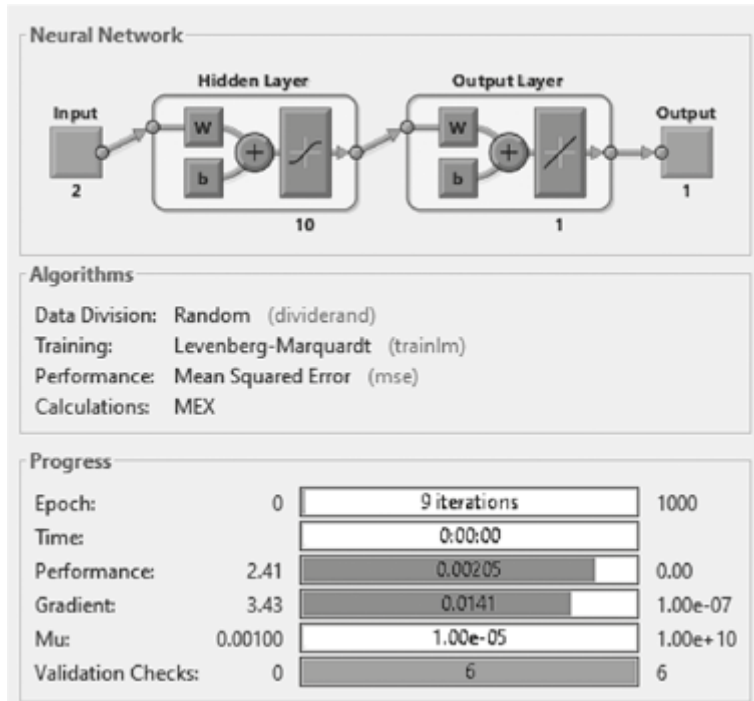 Neural Network
Hidden Layer
Output Layer
Input
Output
W
W
b
b
2
10
1
1
Algorithms
Data Division: Random (dividerand)
Training: Levenberg-Marquardt (trainlm)
Performance: Mean Squared Error (mse)
Calculations: MEX
Progress
Epoch: 0 9 iterations 1000
Time: 0:00:00
Performance: 2.41 0.00205 0.00
Gradient: 3.43 0.0141 1.00e-07
Mu: 0.00100 1.00e-05 1.00e+10
Validation Checks: 0 6 6